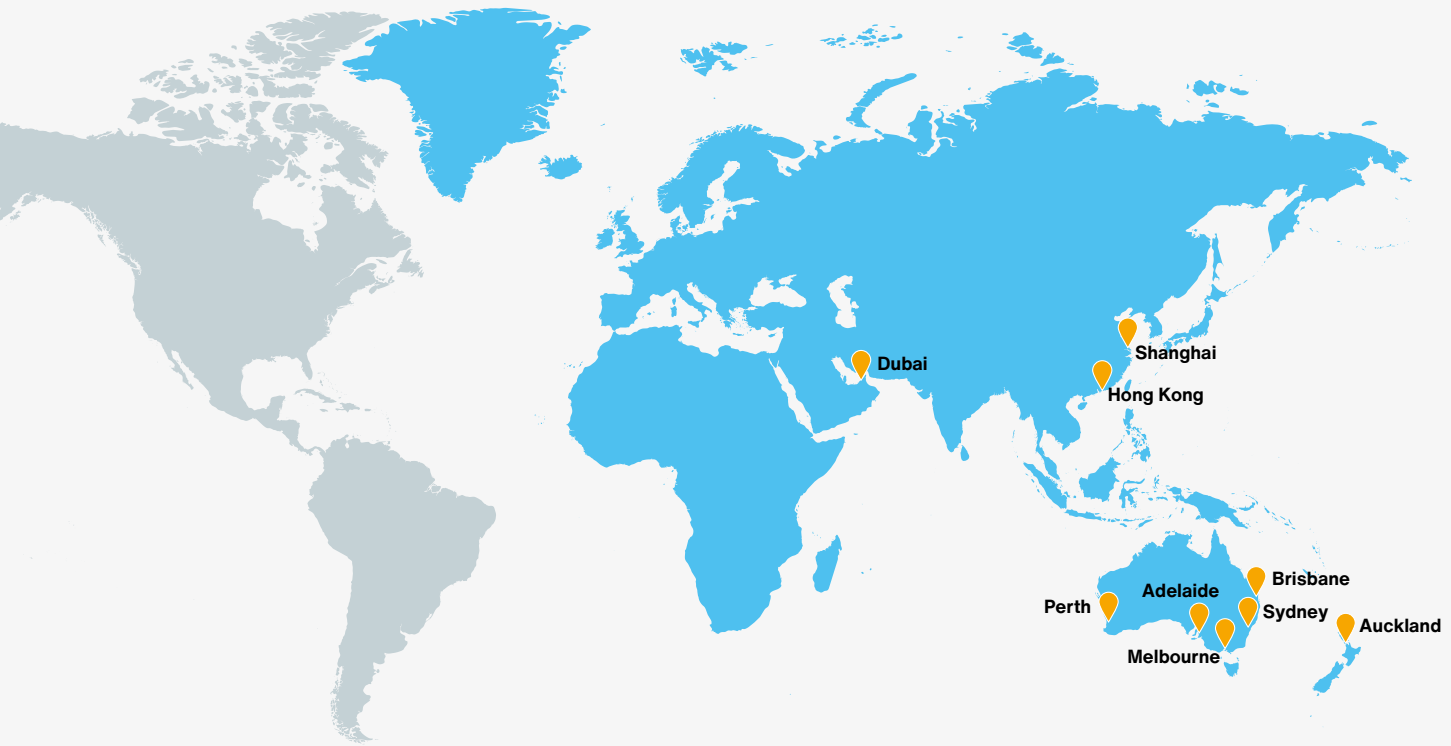 Shanghai
Dubai
Hong Kong
Brisbane
Adelaide
Perth
Sydney
Auckland
Melbourne